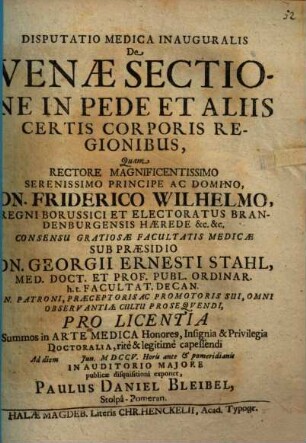 52
DISPUTATIO MEDICA INAUGURALIS
De
VENÆ SECTIO-
NE IN PEDE ET ALIIS
CERTIS CORPORIS RE-
GIONIBUS,
Quam
RECTORE MAGNIFICENTISSIMO
SERENISSIMO PRINCIPE AC DOMINO,
DN. FRIDERICO WILHELMO,
REGNI BORUSSICI ET ELECTORATUS BRAN-
DENBURGENSIS HÆREDE &c. &c.
CONSENSU GRATIOSÆ FACULTATIS MEDICÆ
SUB PRÆSIDIO
DN. GEORGII ERNESTI STAHL,
MED. DOCT. ET PROF. PUBL. ORDINAR.
h. t. FACULTAT. DECAN.
N. PATRONI, PRÆCEPTORIS AC PROMOTORIS SUI, OMNI
OBSERVANTIÆ CULTU PROSEQVENDI,
PRO LICENTIA
Summos in ARTE MEDICA Honores, Insignia & Privilegia
DOCTORALIA, rite & legitimè capessendi
Ad diem Jun. MDCCV. Horis ante & pomeridianis
IN AUDITORIO MAJORE
publicæ disquisitioni exponet,
PAULUS DANIEL BLEIBEL,
Stolpâ-Pomeran.
HALÆ MAGDEB. Literis CHR. HENCKELII, Acad. Typogr.